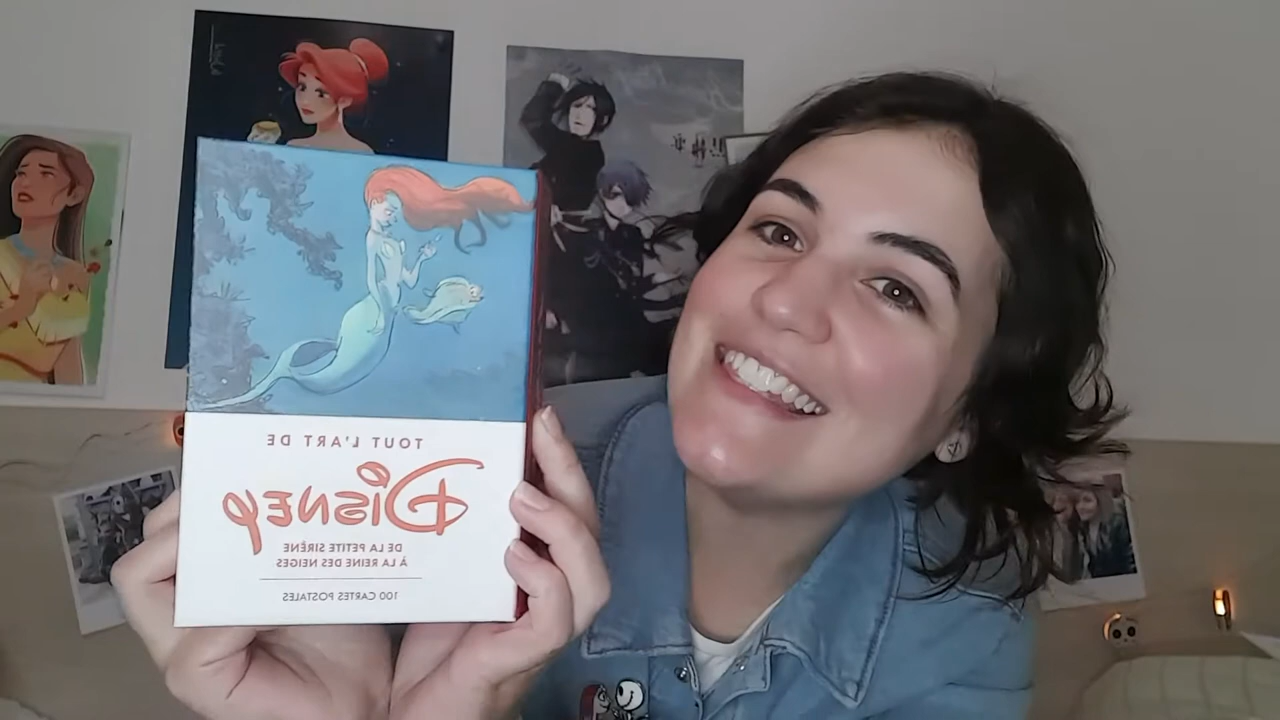 TOUT L'ART DE
DISNEY
DE LA PETITE SIRÈNE
À LA REINE DES NEIGES
100 CARTES POSTALES